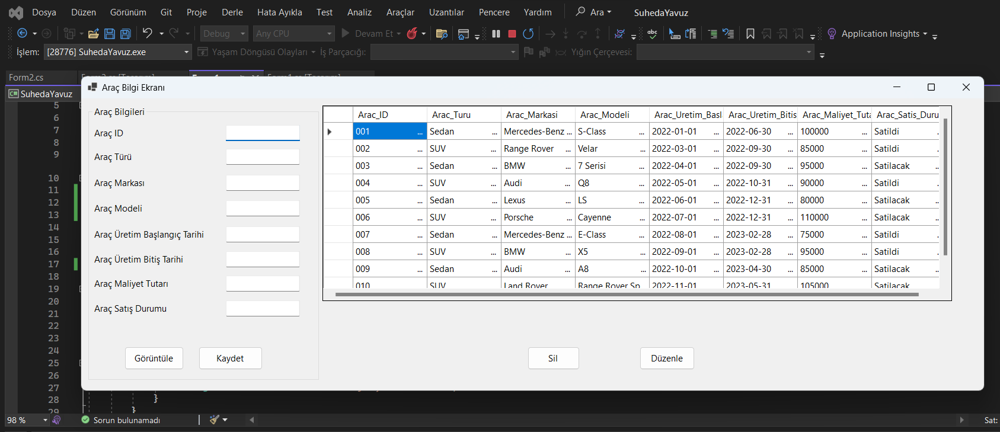 Dosya Düzen Görünüm Git Proje Derle Hata Ayıkla Test Analiz Araçlar Uzantılar Pencere Yardım Ara SuhedaYavuz
Debug Any CPU Devam Et abc Application Insights
İşlem: [28776] SuhedaYavuz.exe Yaşam Döngüsü Olayları İş Parçacığı: Yığın Çerçevesi:
Form2.cs
C# SuhedaYavuz
5
6
7
8
9
10
11
12
13
14
15
16
17
18
19
20
21
22
23
24
25
26
27
28 }
29 }
Araç Bilgi Ekranı
Araç Bilgileri
Araç ID
Araç Türü
Araç Markası
Araç Modeli
Araç Üretim Başlangıç Tarihi
Araç Üretim Bitiş Tarihi
Araç Maliyet Tutarı
Araç Satış Durumu
Görüntüle Kaydet
Arac_ID Arac_Turu Arac_Markasi Arac_Modeli Arac_Uretim_Basl Arac_Uretim_Bitis Arac_Maliyet_Tuta Arac_Satis_Duru
001 ... Sedan ... Mercedes-Benz ... S-Class ... 2022-01-01 ... 2022-06-30 ... 100000 ... Satildi .
002 ... SUV ... Range Rover ... Velar ... 2022-03-01 ... 2022-09-30 ... 85000 ... Satildi .
003 ... Sedan ... BMW ... 7 Serisi ... 2022-04-01 ... 2022-09-30 ... 95000 ... Satilacak ..
004 ... SUV ... Audi ... Q8 ... 2022-05-01 ... 2022-10-31 ... 90000 ... Satildi .
005 ... Sedan ... Lexus ... LS ... 2022-06-01 ... 2022-12-31 ... 80000 ... Satilacak ..
006 ... SUV ... Porsche ... Cayenne ... 2022-07-01 ... 2022-12-31 ... 110000 ... Satilacak ..
007 ... Sedan ... Mercedes-Benz ... E-Class ... 2022-08-01 ... 2023-02-28 ... 75000 ... Satildi .
008 ... SUV ... BMW ... X5 ... 2022-09-01 ... 2023-02-28 ... 95000 ... Satildi .
009 ... Sedan ... Audi ... A8 ... 2022-10-01 ... 2023-04-30 ... 85000 ... Satilacak ..
010 ... SUV ... Land Rover ... Range Rover Sp... 2022-11-01 ... 2023-05-31 ... 105000 ... Satilacak
Sil Düzenle
98 % Sorun bulunamadı Sat: